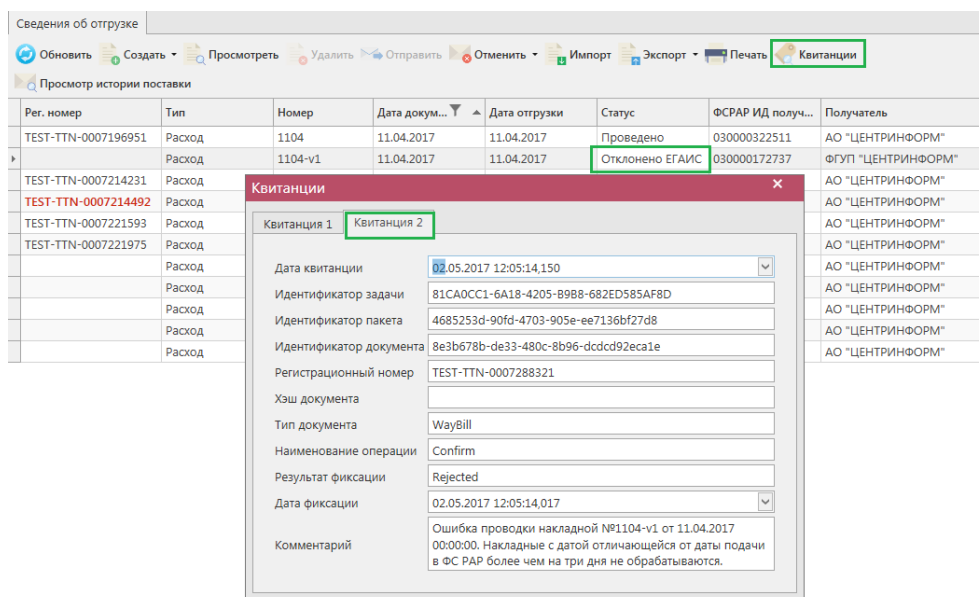 Сведения об отгрузке
Обновить Создать Просмотреть Удалить Отправить Отменить Импорт Экспорт Печать Квитанции
Просмотр истории поставки
Рег. номер Тип Номер Дата докум... Дата отгрузки Статус ФСРАР ИД получ... Получатель
TEST-TTN-0007196951 Расход 1104 11.04.2017 11.04.2017 Проведено 030000322511 АО "ЦЕНТРИНФОРМ"
Расход 1104-v1 11.04.2017 11.04.2017 Отклонено ЕГАИС 030000172737 ФГУП "ЦЕНТРИНФОРМ"
TEST-TTN-0007214231 Расход АО "ЦЕНТРИНФОРМ"
TEST-TTN-0007214492 Расход АО "ЦЕНТРИНФОРМ"
TEST-TTN-0007221593 Расход АО "ЦЕНТРИНФОРМ"
TEST-TTN-0007221975 Расход АО "ЦЕНТРИНФОРМ"
Расход АО "ЦЕНТРИНФОРМ"
Расход АО "ЦЕНТРИНФОРМ"
Расход АО "ЦЕНТРИНФОРМ"
Расход АО "ЦЕНТРИНФОРМ"
Расход АО "ЦЕНТРИНФОРМ"
Квитанции
Квитанция 1 Квитанция 2
Дата квитанции 02.05.2017 12:05:14,150
Идентификатор задачи 81CA0CC1-6A18-4205-B9B8-682ED585AF8D
Идентификатор пакета 4685253d-90fd-4703-905e-ee7136bf27d8
Идентификатор документа 8e3b678b-de33-480c-8b96-dcdcd92eca1e
Регистрационный номер TEST-TTN-0007288321
Хэш документа
Тип документа WayBill
Наименование операции Confirm
Результат фиксации Rejected
Дата фиксации 02.05.2017 12:05:14,017
Комментарий
Ошибка проводки накладной №1104-v1 от 11.04.2017
00:00:00. Накладные с датой отличающейся от даты подачи
в ФС РАР более чем на три дня не обрабатываются.